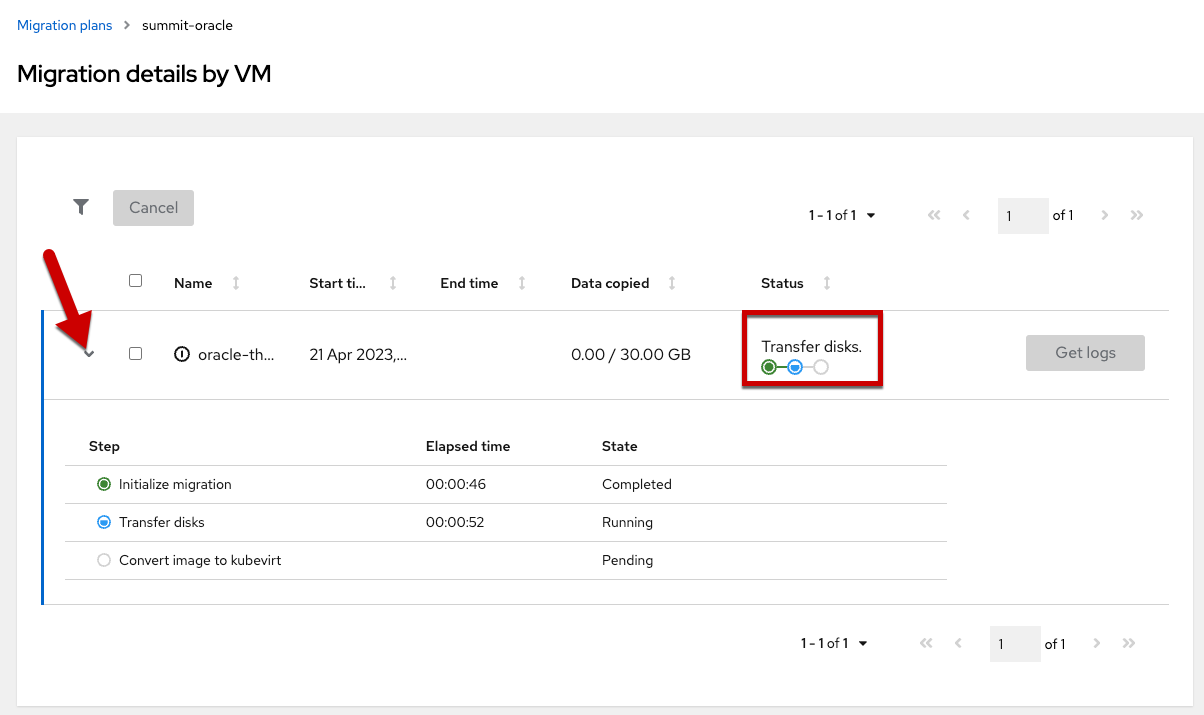 Migration plans > summit-oracle
Migration details by VM
Cancel
1 - 1 of 1
1 of 1
Name Start ti... End time Data copied Status
oracle-th... 21 Apr 2023,... 0.00 / 30.00 GB Transfer disks. Get logs
Step Elapsed time State
Initialize migration 00:00:46 Completed
Transfer disks 00:00:52 Running
Convert image to kubevirt Pending
1 - 1 of 1
1 of 1